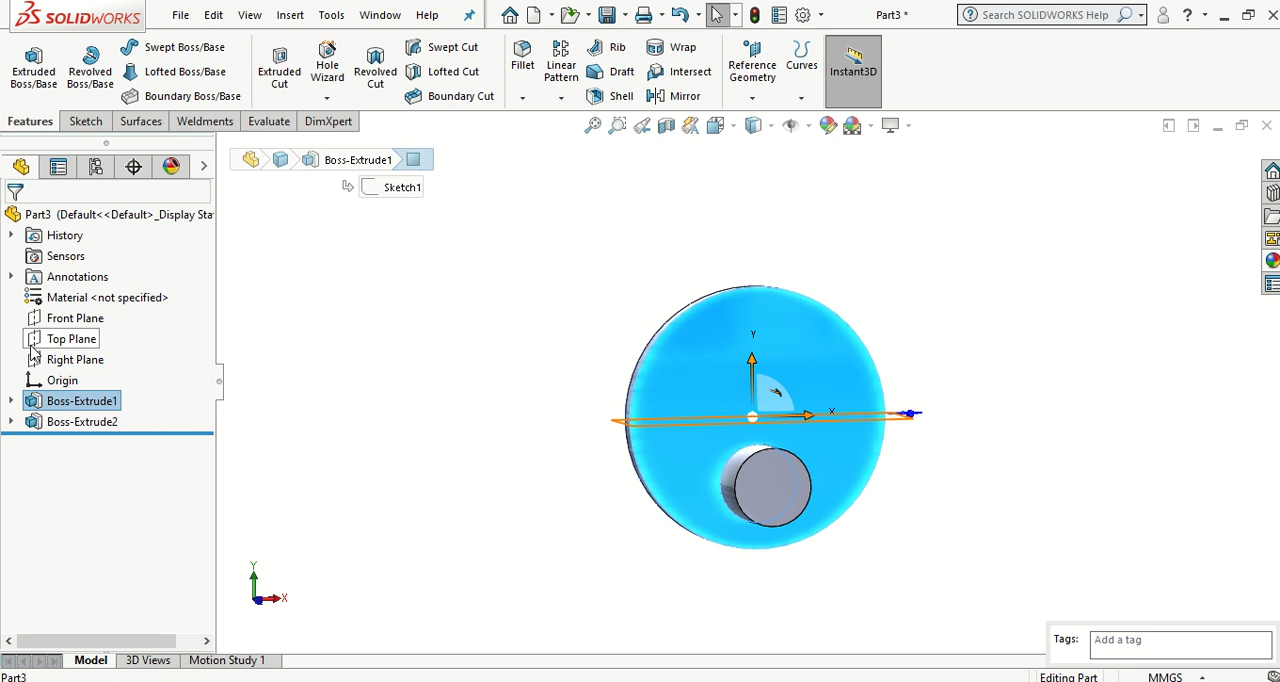 SOLIDWORKS File Edit View Insert Tools Window Help Part3 * Search SOLIDWORKS Help ?
Extruded Boss/Base Revolved Boss/Base Swept Boss/Base Lofted Boss/Base Boundary Boss/Base Extruded Cut Hole Wizard Revolved Cut Swept Cut Lofted Cut Boundary Cut Fillet Linear Pattern Rib Draft Shell Wrap Intersect Mirror Reference Geometry Curves Instant3D
Features Sketch Surfaces Weldments Evaluate DimXpert
Boss-Extrude1
Sketch1
Part3 (Default<<Default>_Display Sta
History
Sensors
Annotations
Material <not specified>
Front Plane
Top Plane
Right Plane
Origin
Boss-Extrude1
Boss-Extrude2
Y
X
Y
X
Tags: Add a tag
Model 3D Views Motion Study 1
Part3 Editing Part MMGS